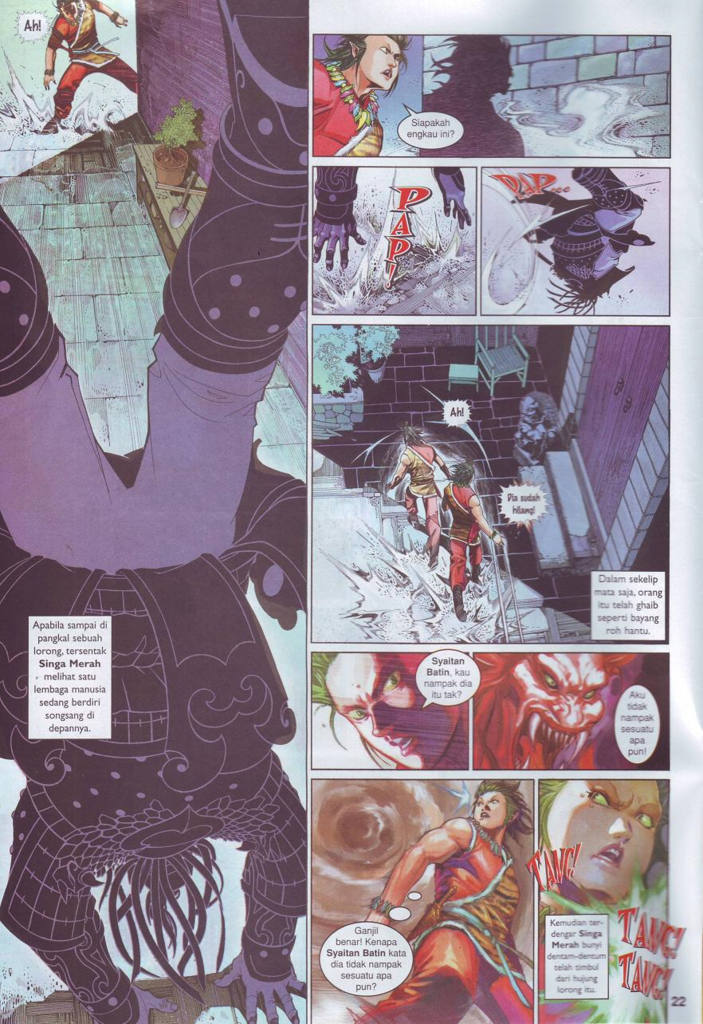 Ah!
Apabila sampai di
pangkal sebuah
lorong, tersentak
Singa Merah
melihat satu
lembaga manusia
sedang berdiri
songsang di
depannya.
Siapakah
engkau ini?
PAP!
PAP!
PAP...
Ah!
Dia sudah
hilang!
Dalam sekelip
mata saja, orang
itu telah ghaib
seperti bayang
roh hantu.
Syaitan
Batin, kau
nampak dia
itu tak?
Aku
tidak
nampak
sesuatu
apa
pun!
Ganjil
benar! Kenapa
Syaitan Batin kata
dia tidak nampak
sesuatu apa
pun?
TANG!
Kemudian ter-
dengar Singa
Merah bunyi
dentam-dentum
telah timbul
dari hujung
lorong itu.
TANG!
TANG!
22